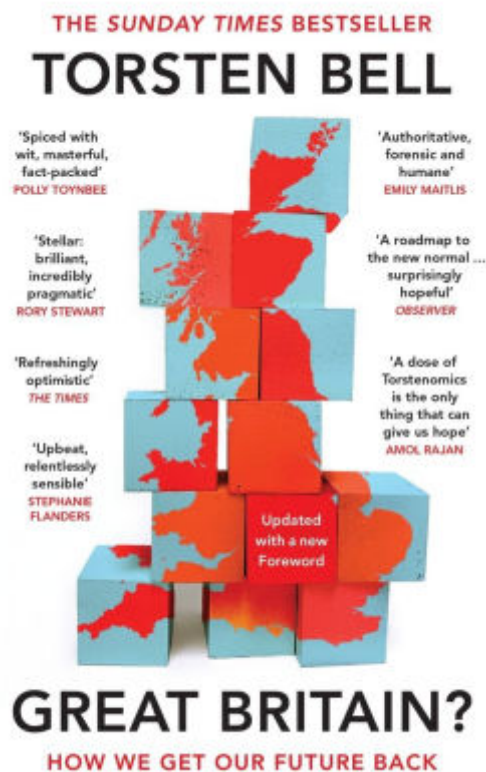 THE SUNDAY TIMES BESTSELLER
TORSTEN BELL
'Spiced with
wit, masterful,
fact-packed'
POLLY TOYNBEE
'Stellar:
brilliant,
incredibly
pragmatic'
RORY STEWART
'Refreshingly
optimistic'
THE TIMES
'Upbeat,
relentlessly
sensible'
STEPHANIE
FLANDERS
'Authoritative,
forensic and
humane'
EMILY MAITLIS
'A roadmap to
the new normal ...
surprisingly
hopeful'
OBSERVER
'A dose of
Torstenomics
is the only
thing that can
give us hope'
AMOL RAJAN
Updated
with a new
Foreword
GREAT BRITAIN?
HOW WE GET OUR FUTURE BACK